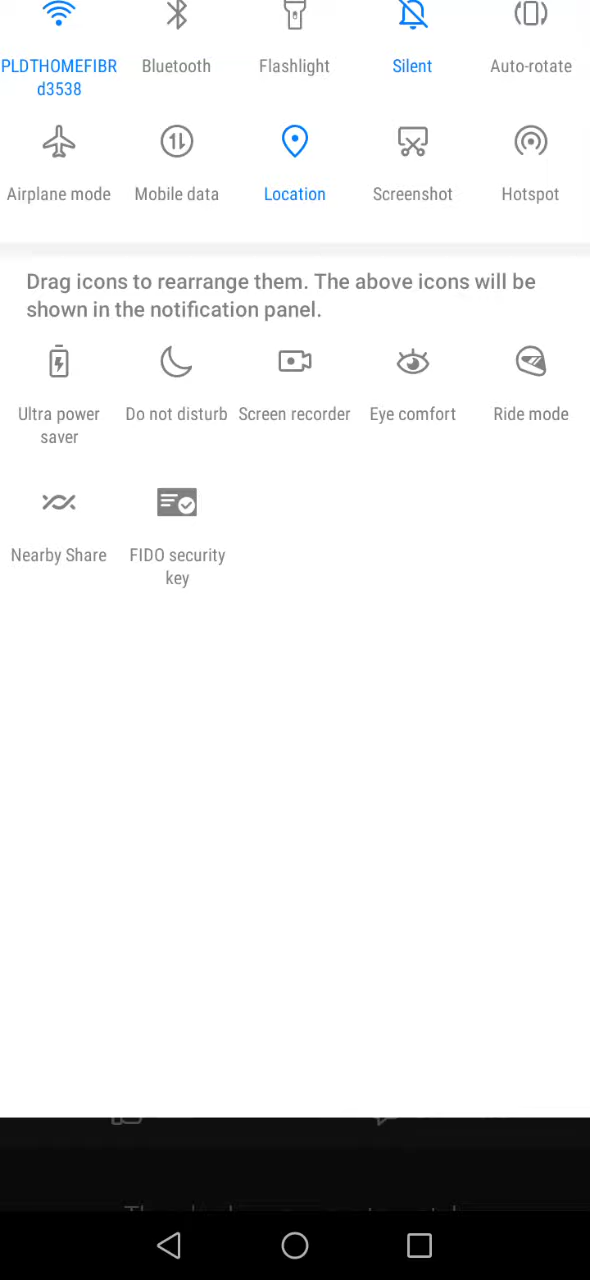 PLDTHOMEFIBR Bluetooth Flashlight Silent Auto-rotate
d3538
Airplane mode Mobile data Location Screenshot Hotspot
Drag icons to rearrange them. The above icons will be
shown in the notification panel.
Ultra power Do not disturb Screen recorder Eye comfort Ride mode
saver
Nearby Share FIDO security
key